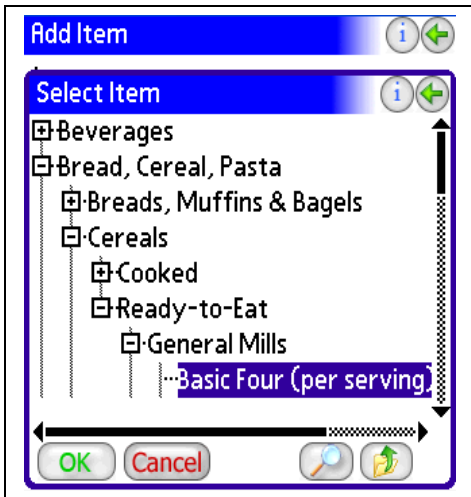 Add Item
i
Select Item
i
Beverages
Bread, Cereal, Pasta
Breads, Muffins & Bagels
Cereals
Cooked
Ready-to-Eat
General Mills
Basic Four (per serving)
OK Cancel